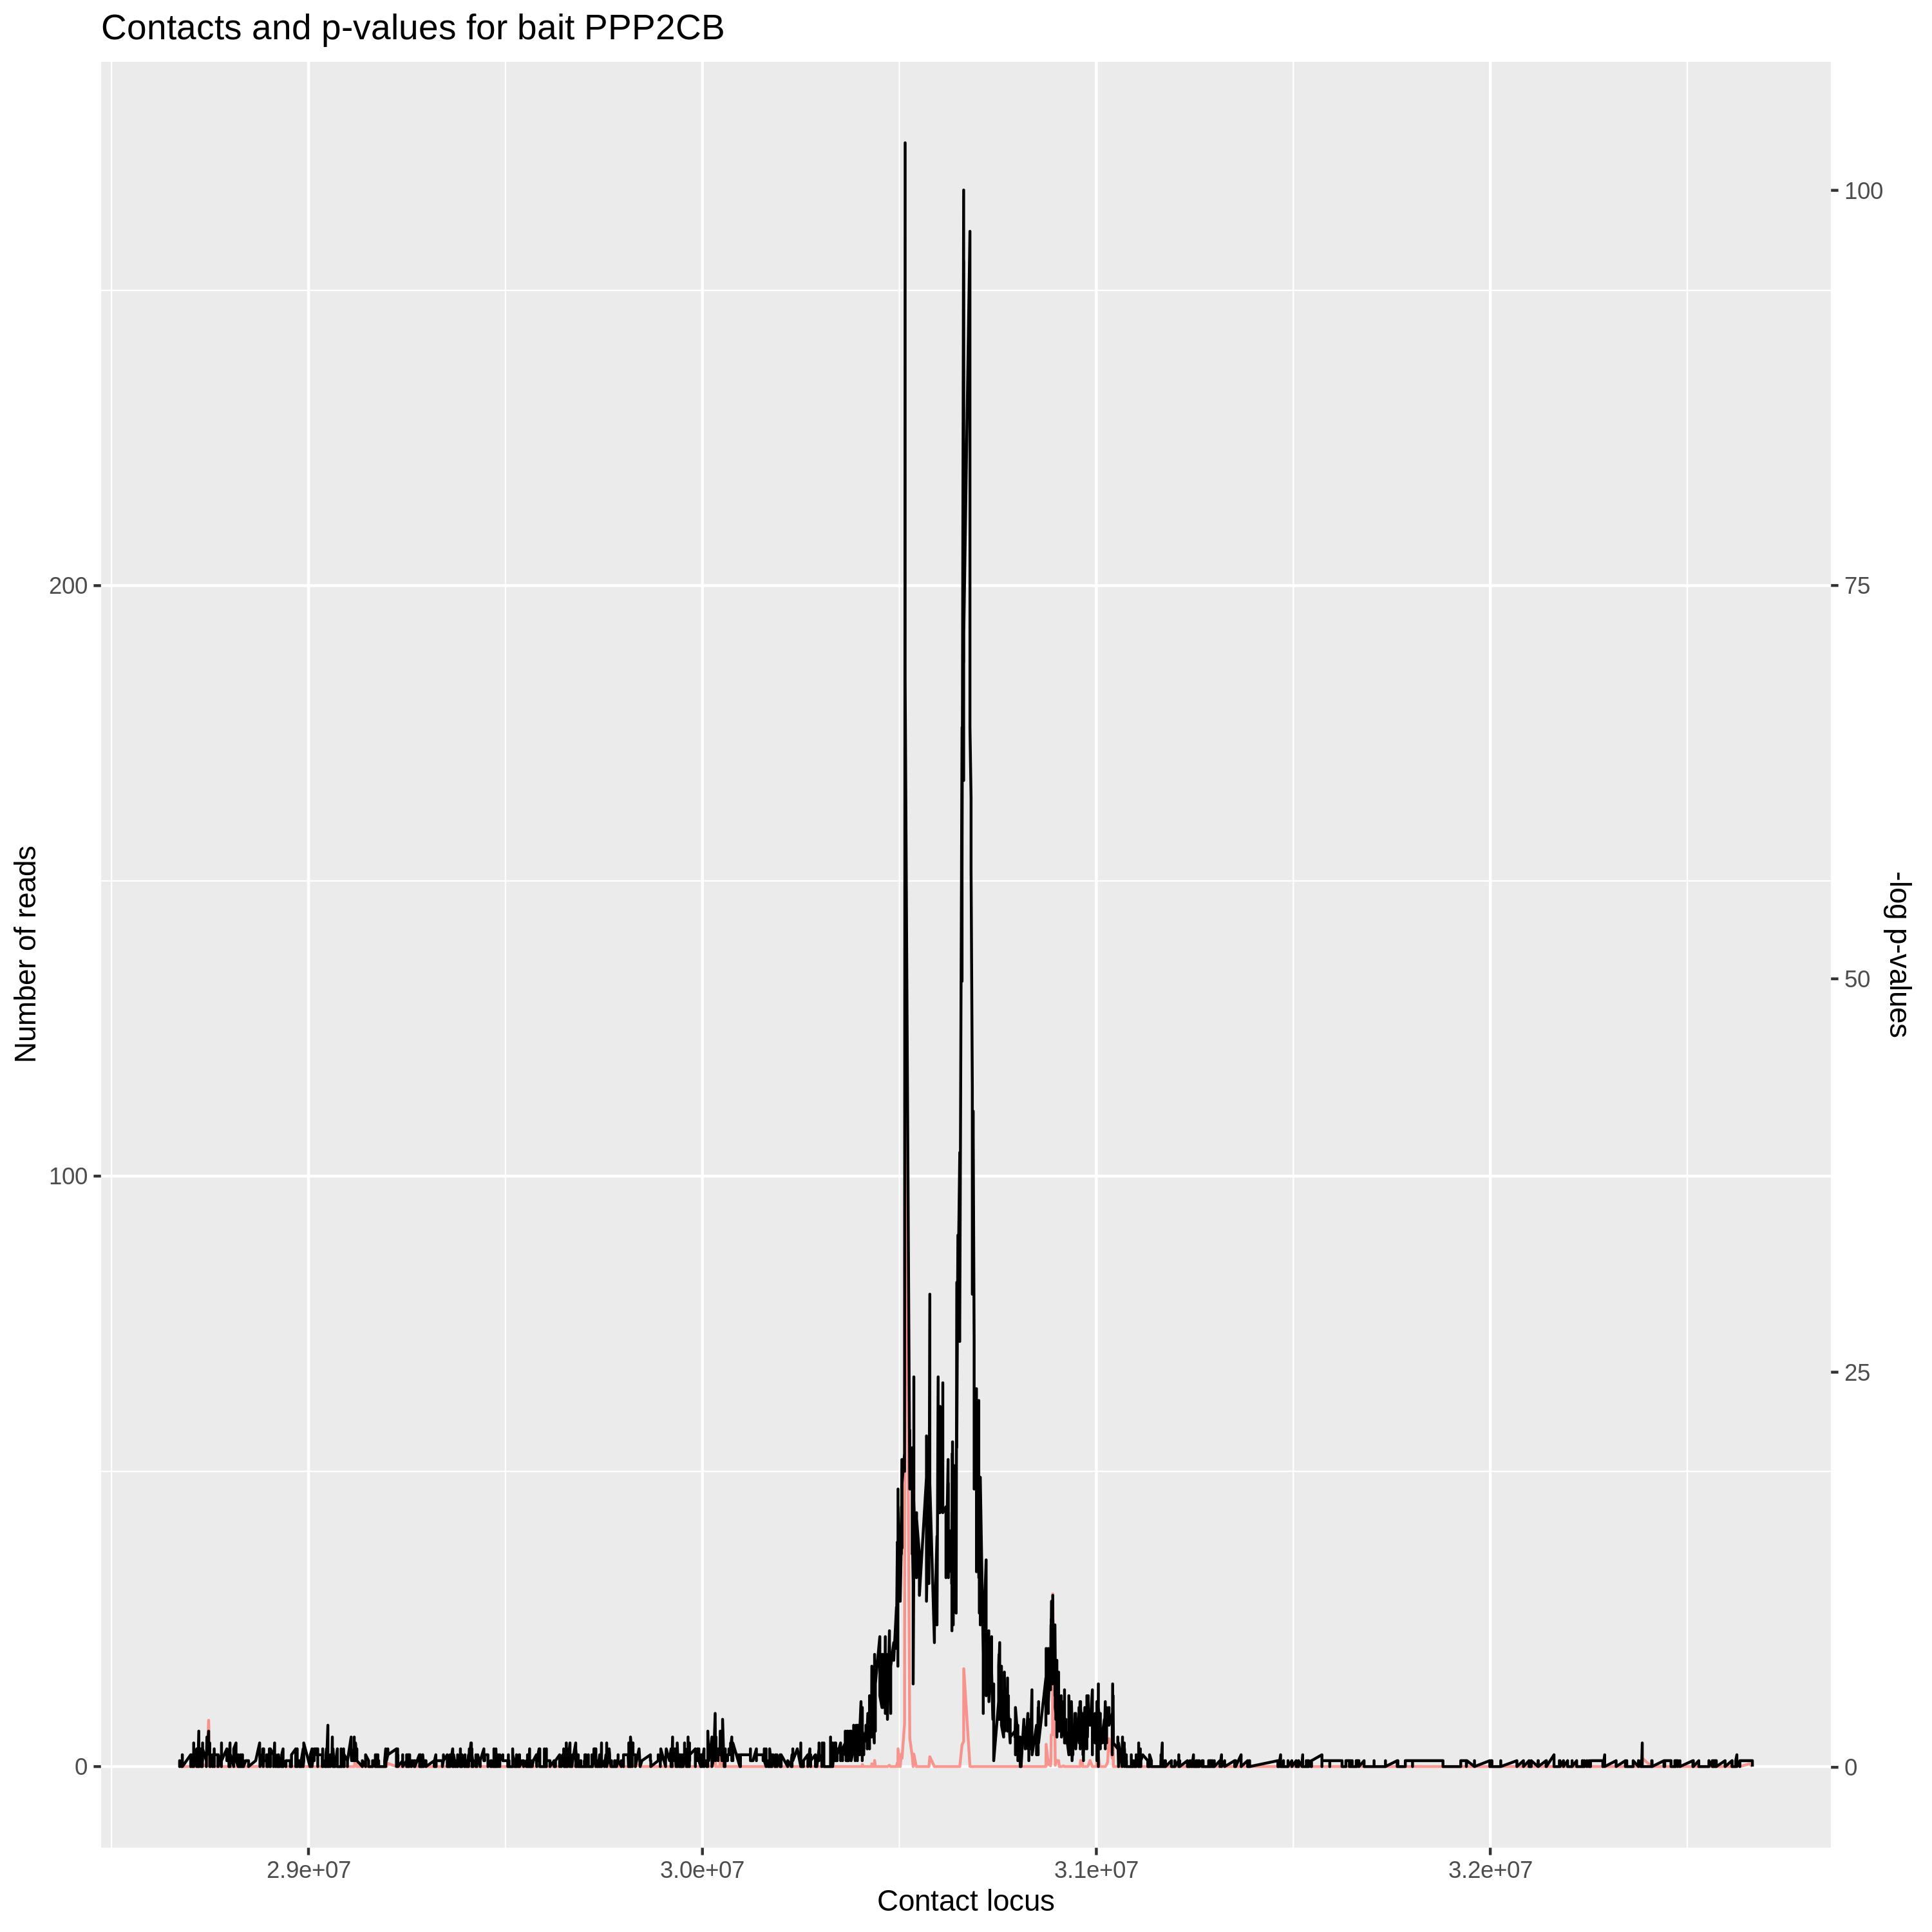 Contacts and p-values for bait PPP2CB
Number of reads
200
100
0
100
75
50
25
0
-log p-values
2.9e+07
3.0e+07
3.1e+07
3.2e+07
Contact locus